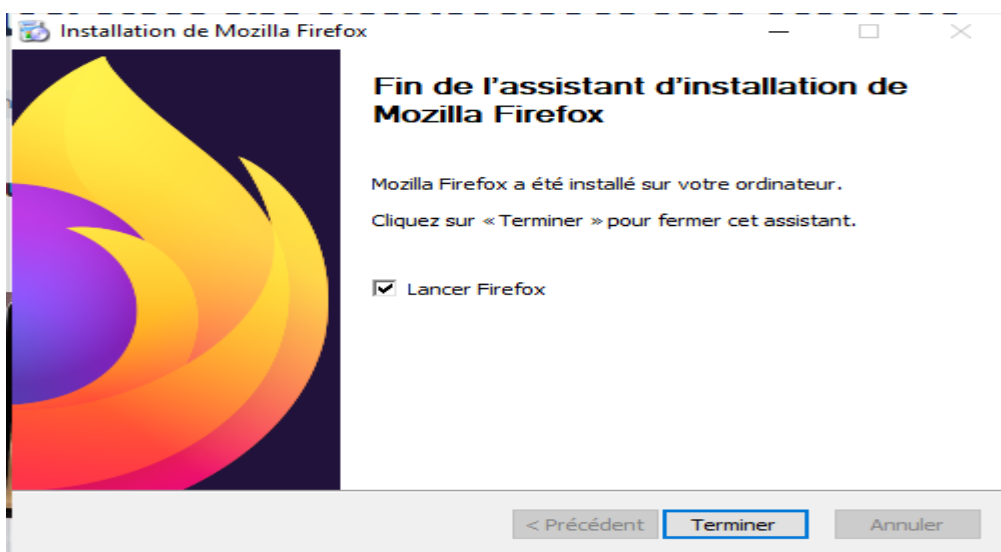 Installation de Mozilla Firefox
Fin de l'assistant d'installation de
Mozilla Firefox
Mozilla Firefox a été installé sur votre ordinateur.
Cliquez sur « Terminer » pour fermer cet assistant.
Lancer Firefox
< Précédent Terminer Annuler